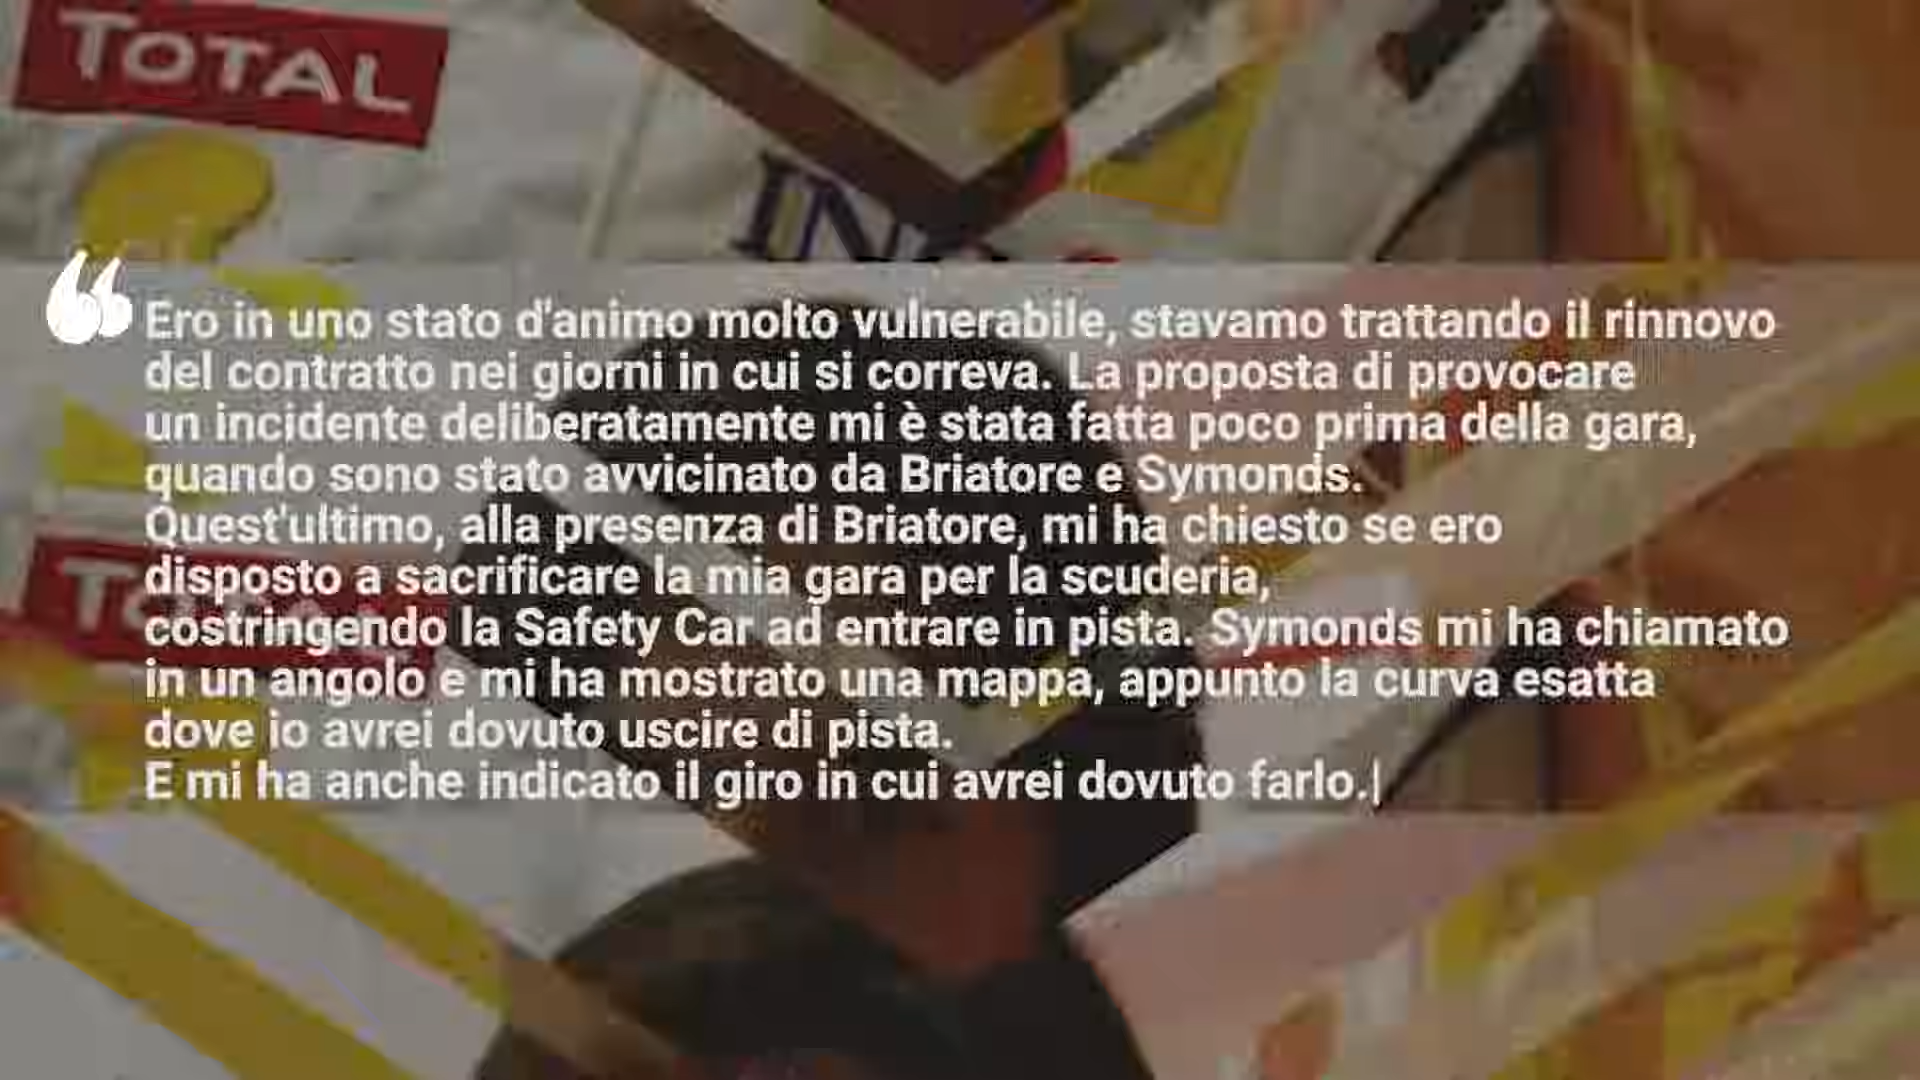 TOTAL
ING
Ero in uno stato d'animo molto vulnerabile, stavamo trattando il rinnovo
del contratto nei giorni in cui si correva. La proposta di provocare
un incidente deliberatamente mi è stata fatta poco prima della gara,
quando sono stato avvicinato da Briatore e Symonds.
Quest'ultimo, alla presenza di Briatore, mi ha chiesto se ero
disposto a sacrificare la mia gara per la scuderia,
costringendo la Safety Car ad entrare in pista. Symonds mi ha chiamato
in un angolo e mi ha mostrato una mappa, appunto la curva esatta
dove io avrei dovuto uscire di pista.
E mi ha anche indicato il giro in cui avrei dovuto farlo.